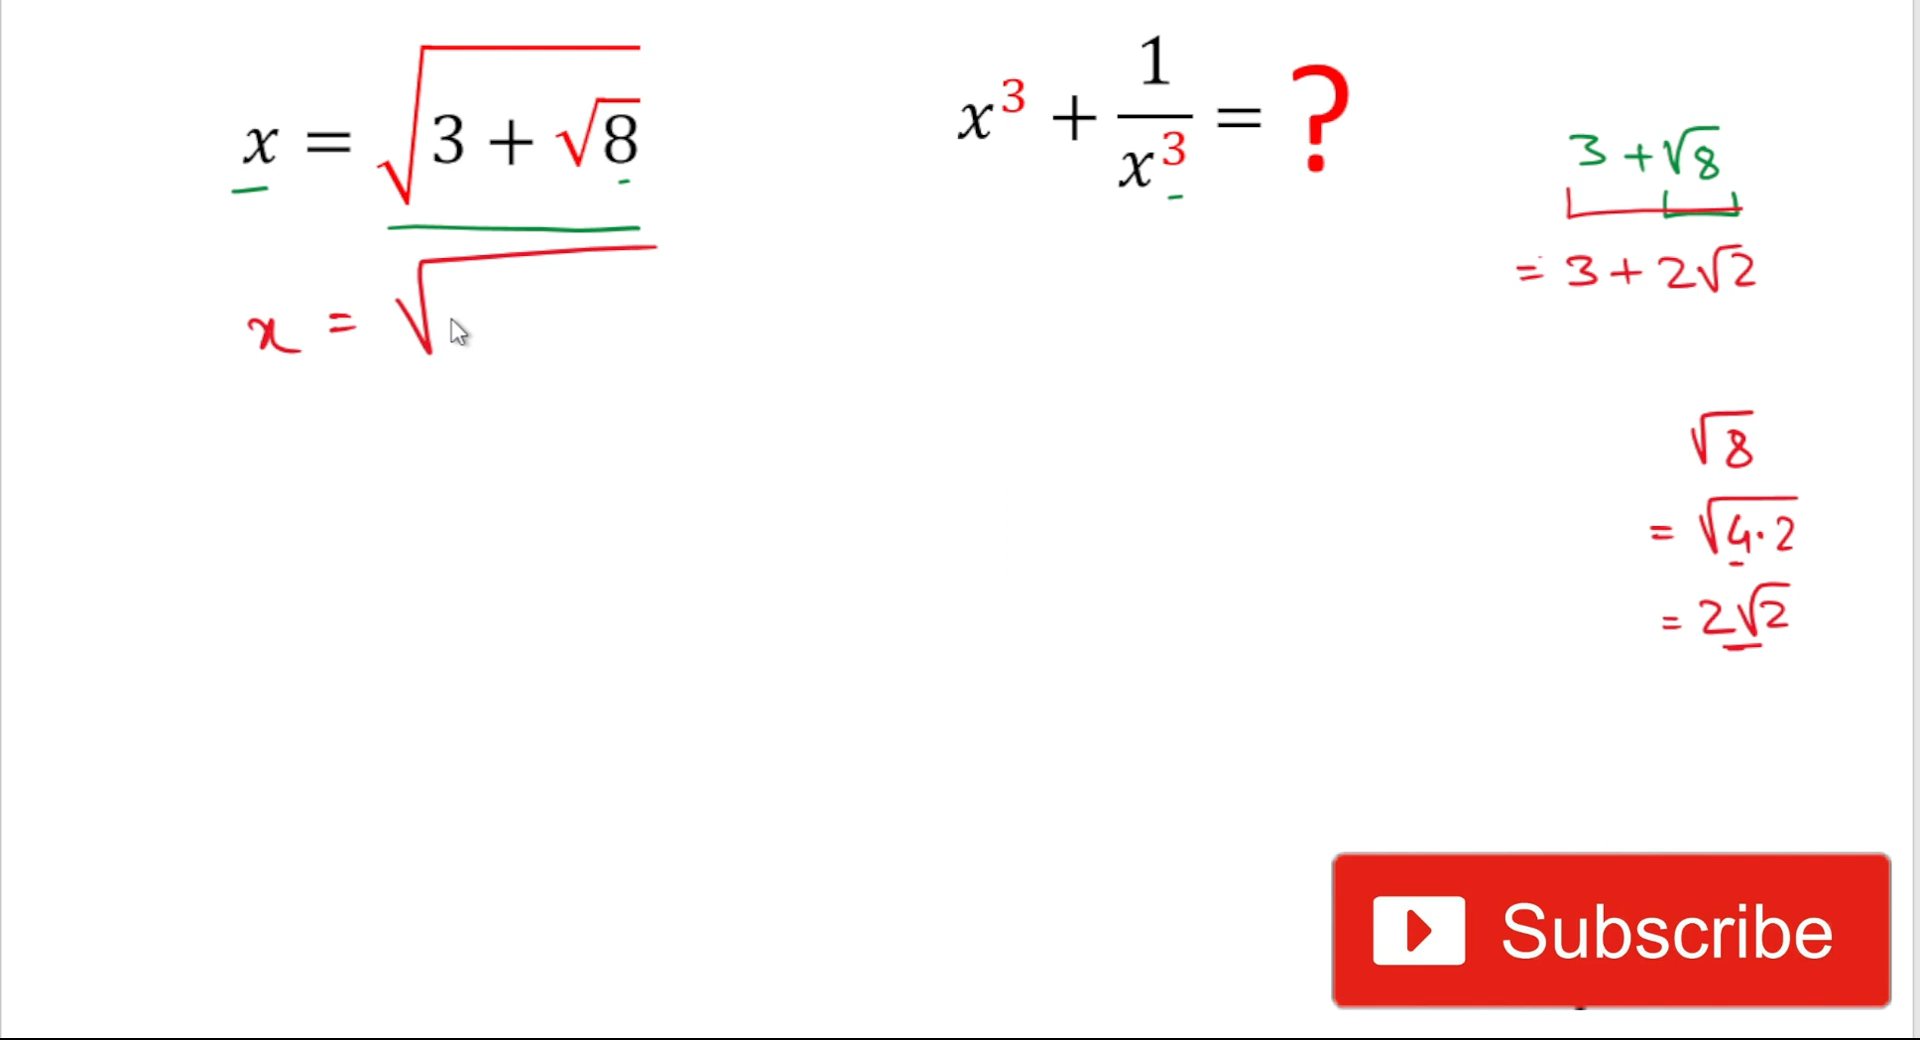 x = √(3 + √8)
x = √
x³ + 1/x³ = ?
3 + √8
= 3 + 2√2
√8
= √4·2
= 2√2
Subscribe